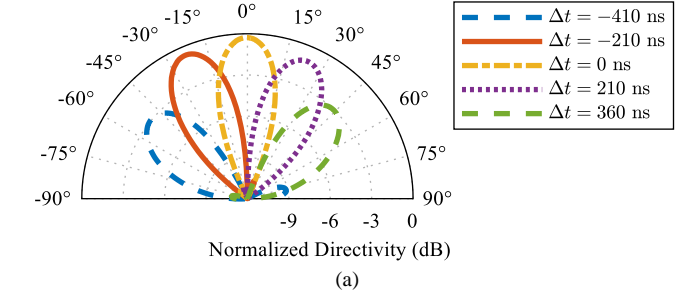 -15° 0° 15°
-30° 30°
-45° 45°
-60° 60°
-75° 75°
-90° 90°
-9 -6 -3 0
Normalized Directivity (dB)
(a)
Δt = −410 ns
Δt = −210 ns
Δt = 0 ns
Δt = 210 ns
Δt = 360 ns